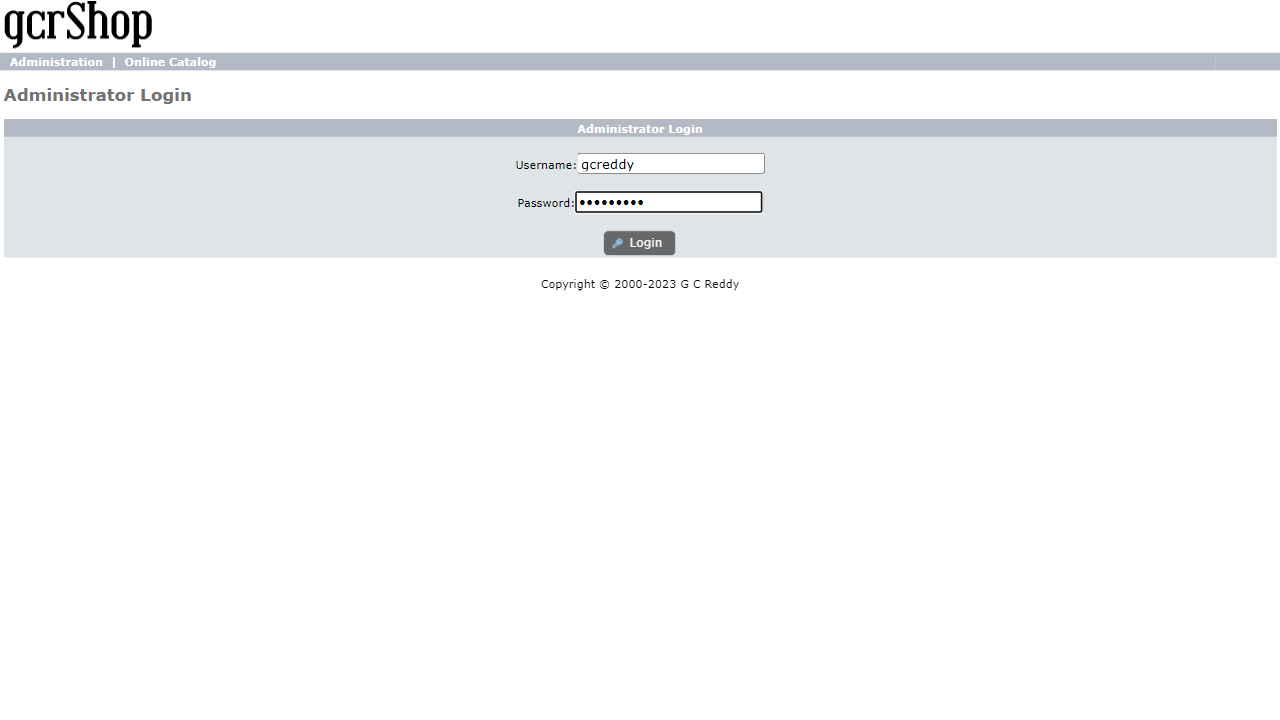 gcrShop
Administration | Online Catalog
Administrator Login
Administrator Login
Username: gcreddy
Password: •••••••••
Login
Copyright © 2000-2023 G C Reddy